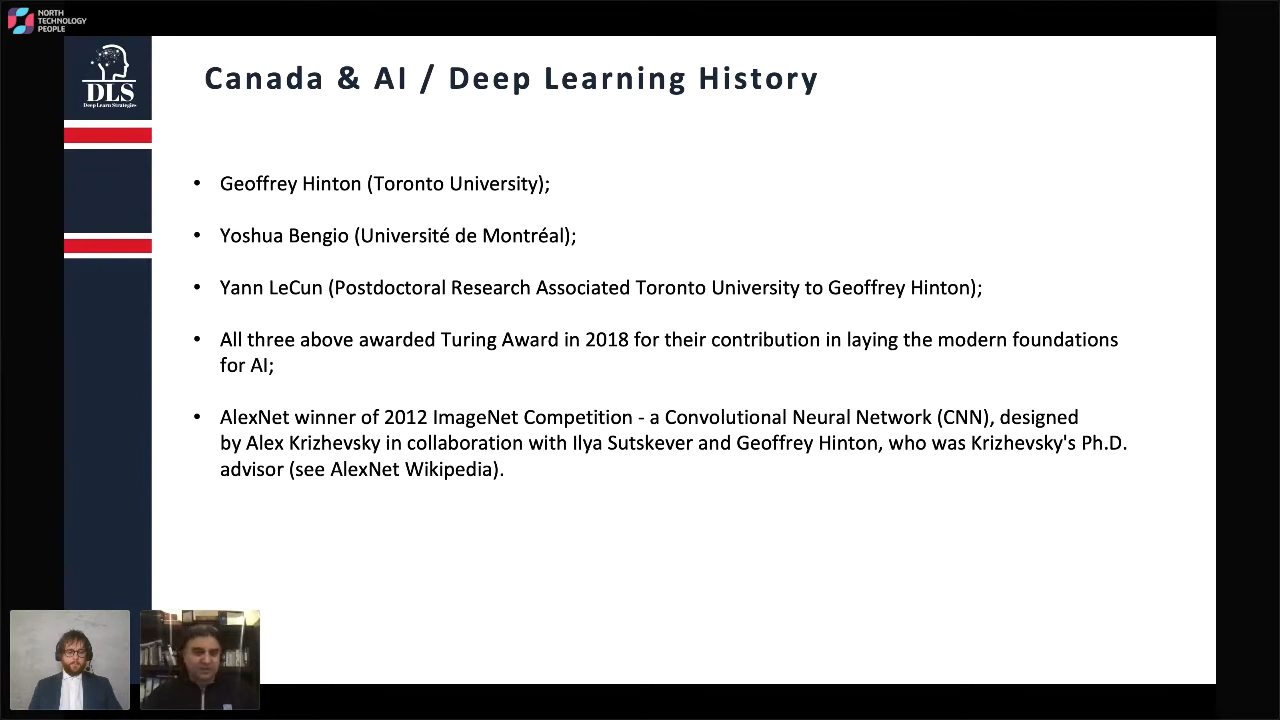 NORTH
TECHNOLOGY
PEOPLE
DLS
Deep Learn Strategies
Canada & AI / Deep Learning History
• Geoffrey Hinton (Toronto University);
• Yoshua Bengio (Université de Montréal);
• Yann LeCun (Postdoctoral Research Associated Toronto University to Geoffrey Hinton);
• All three above awarded Turing Award in 2018 for their contribution in laying the modern foundations
for AI;
• AlexNet winner of 2012 ImageNet Competition - a Convolutional Neural Network (CNN), designed
by Alex Krizhevsky in collaboration with Ilya Sutskever and Geoffrey Hinton, who was Krizhevsky's Ph.D.
advisor (see AlexNet Wikipedia).